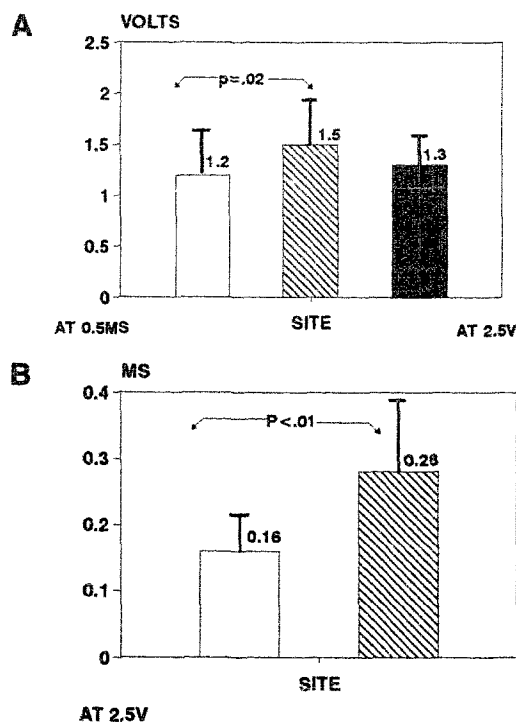 A
VOLTS
2.5
2
1.5
1
0.5
0
p=.02
1.2
1.5
1.3
AT 0.5MS
SITE
AT 2.5V
B
MS
0.4
0.3
0.2
0.1
0
P<.01
0.16
0.28
SITE
AT 2.5V